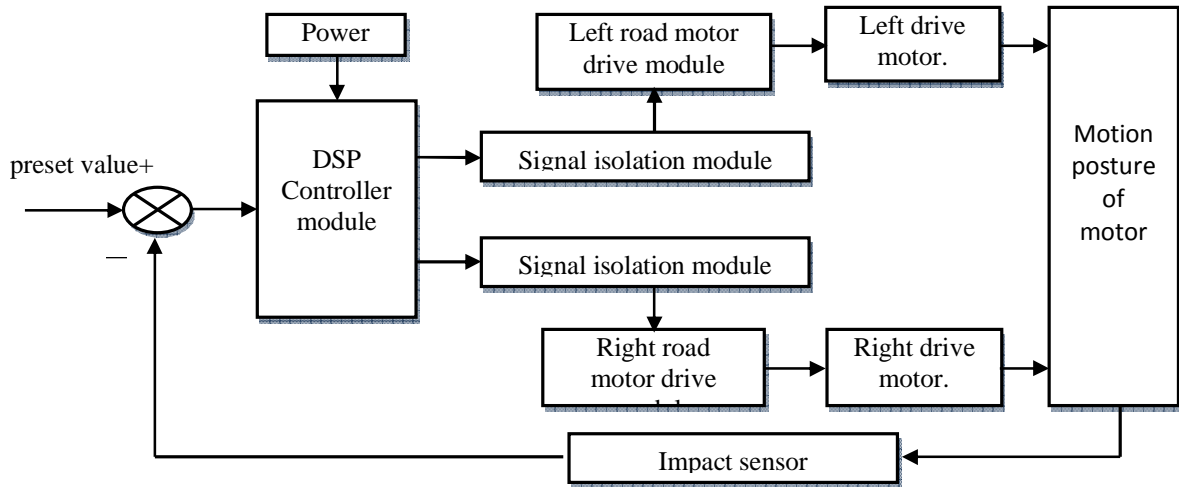 Power
Left road motor
drive module
Left drive
motor.
preset value+
DSP
Controller
module
Signal isolation module
Motion
posture
of
motor
—
Signal isolation module
Right road
motor drive
Right drive
motor.
Impact sensor